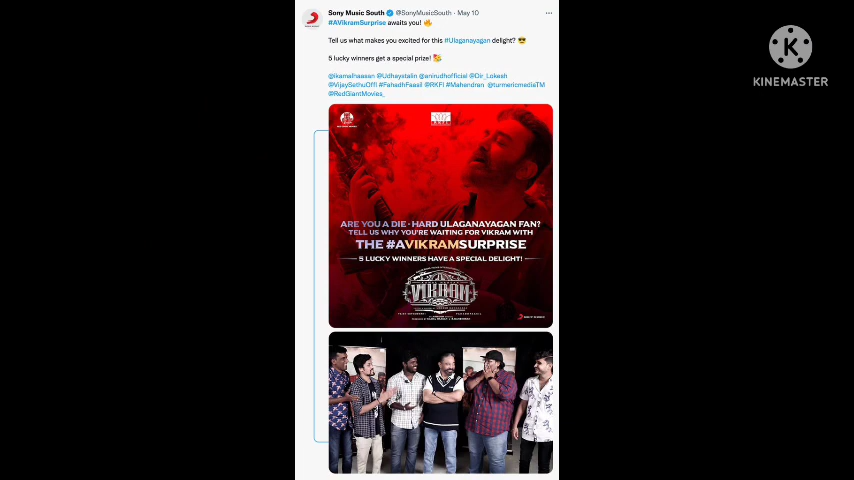 Sony Music South @SonyMusicSouth · May 10
#AVikramSurprise awaits you! 🔥
Tell us what makes you excited for this #Ulaganayagan delight? 😎
5 lucky winners get a special prize! 🥰
@ikamalhaasan @Udhaystalin @anirudhofficial @Dir_Lokesh
@VijaySethuOffl #FahadhFaasil @RKFI #Mahendran @turmericmediaTM
@RedGiantMovies_
ARE YOU A DIE - HARD ULAGANAYAGAN FAN?
TELL US WHY YOU'RE WAITING FOR VIKRAM WITH
THE #AVIKRAMSURPRISE
5 LUCKY WINNERS HAVE A SPECIAL DELIGHT!
VIKRAM
K
KINEMASTER